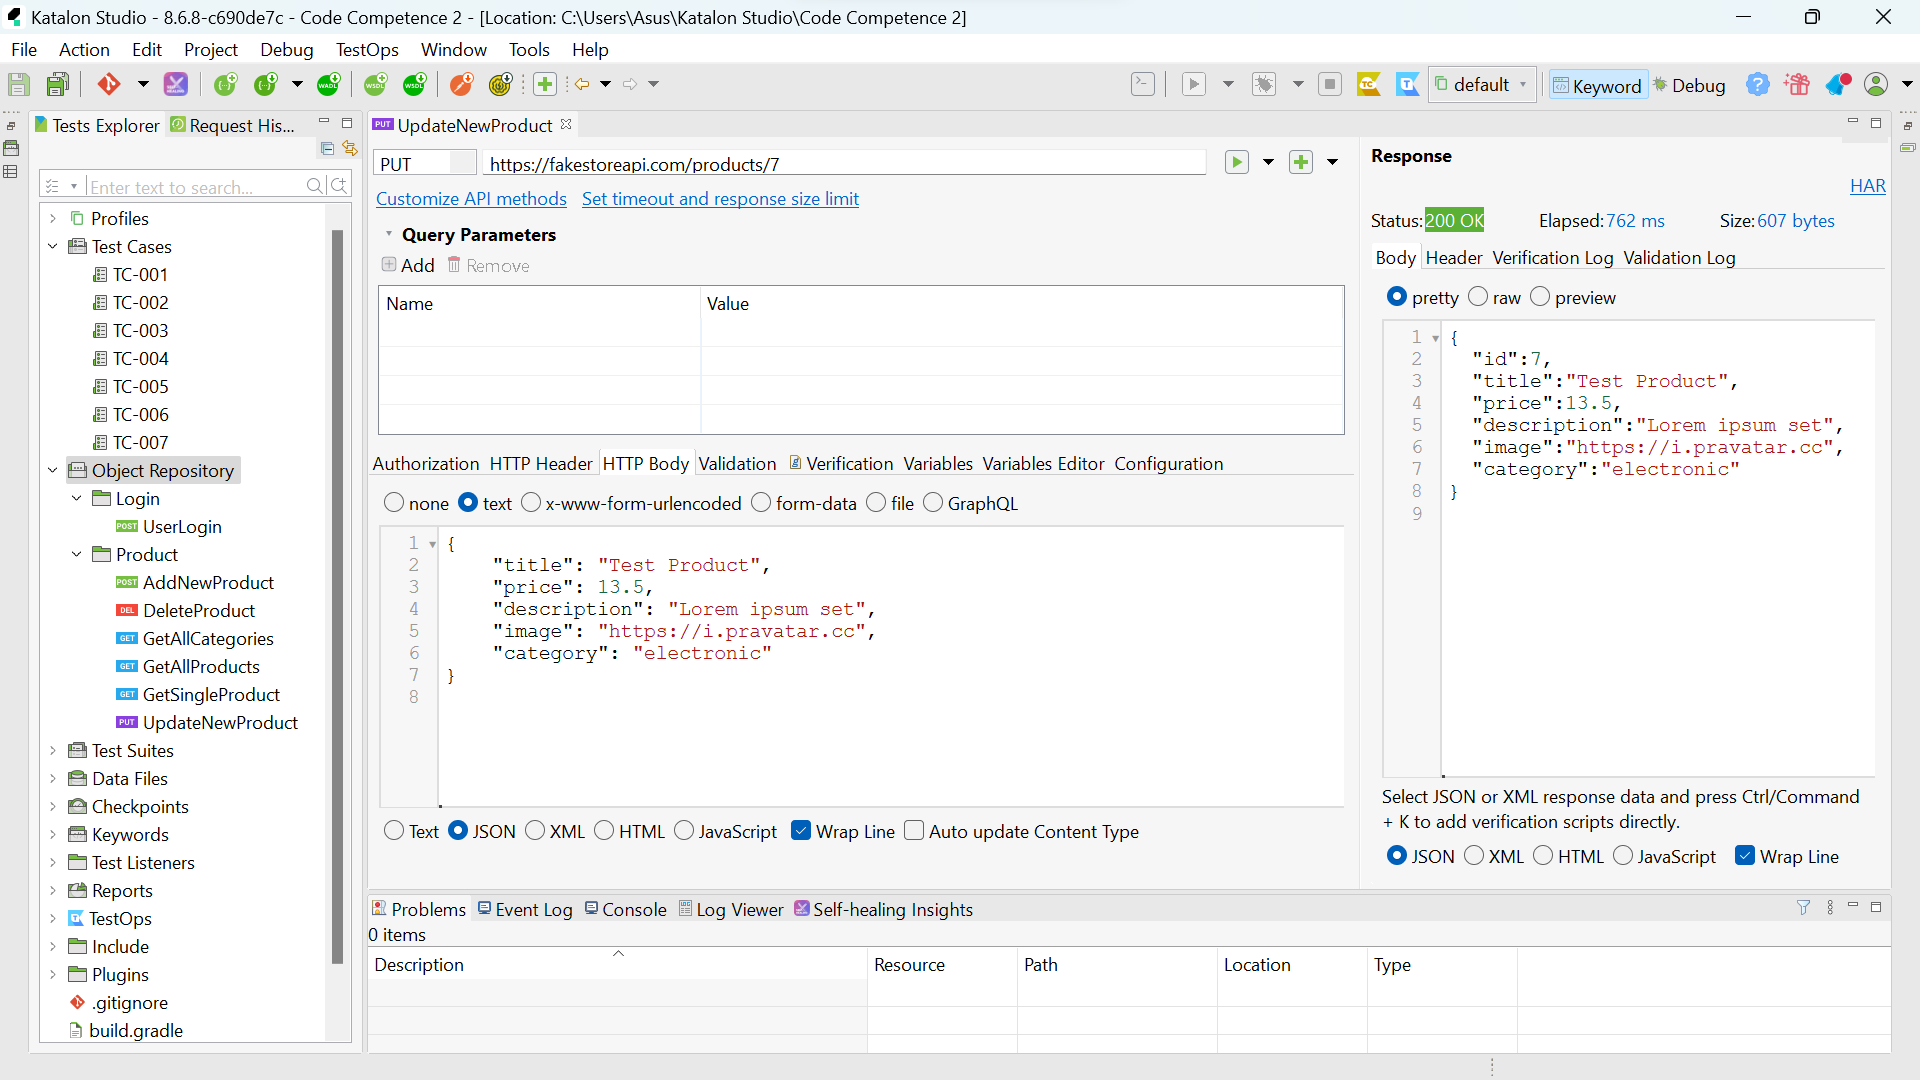 Katalon Studio - 8.6.8-c690de7c - Code Competence 2 - [Location: C:\Users\Asus\Katalon Studio\Code Competence 2]
File Action Edit Project Debug TestOps Window Tools Help
default Keyword Debug
Tests Explorer Request His...
Enter text to search...
Profiles
Test Cases
TC-001
TC-002
TC-003
TC-004
TC-005
TC-006
TC-007
Object Repository
Login
POST UserLogin
Product
POST AddNewProduct
DEL DeleteProduct
GET GetAllCategories
GET GetAllProducts
GET GetSingleProduct
PUT UpdateNewProduct
Test Suites
Data Files
Checkpoints
Keywords
Test Listeners
Reports
TestOps
Include
Plugins
.gitignore
build.gradle
PUT UpdateNewProduct
PUT https://fakestoreapi.com/products/7
Customize API methods Set timeout and response size limit
Query Parameters
Add Remove
Name Value
Authorization HTTP Header HTTP Body Validation Verification Variables Variables Editor Configuration
none text x-www-form-urlencoded form-data file GraphQL
1 {
2 "title": "Test Product",
3 "price": 13.5,
4 "description": "Lorem ipsum set",
5 "image": "https://i.pravatar.cc",
6 "category": "electronic"
7 }
8
Text JSON XML HTML JavaScript Wrap Line Auto update Content Type
Response
HAR
Status: 200 OK Elapsed: 762 ms Size: 607 bytes
Body Header Verification Log Validation Log
pretty raw preview
1 {
2 "id":7,
3 "title":"Test Product",
4 "price":13.5,
5 "description":"Lorem ipsum set",
6 "image":"https://i.pravatar.cc",
7 "category":"electronic"
8 }
9
Select JSON or XML response data and press Ctrl/Command
+ K to add verification scripts directly.
JSON XML HTML JavaScript Wrap Line
Problems Event Log Console Log Viewer Self-healing Insights
0 items
Description Resource Path Location Type